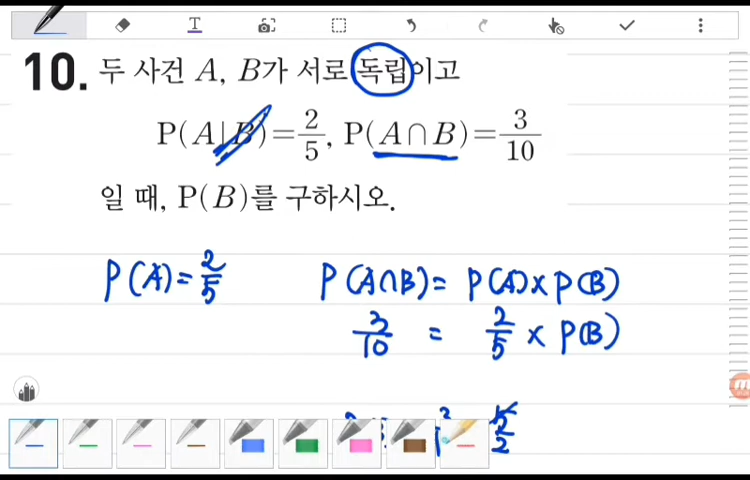 T
10. 두 사건 A, B가 서로 독립이고
P(A|B)=2/5, P(A∩B)=3/10
일 때, P(B)를 구하시오.
P(A)=2/5 P(A∩B)= P(A)×P(B)
3/10 = 2/5 × P(B)